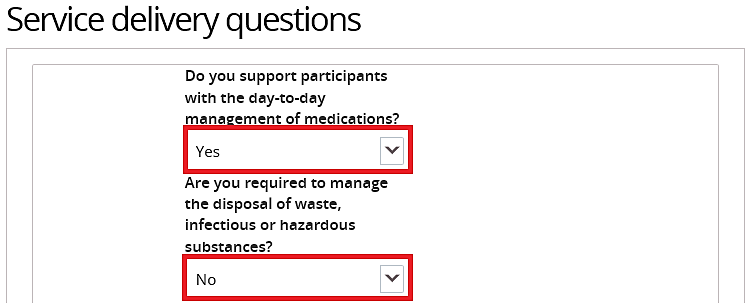 Service delivery questions
Do you support participants
with the day-to-day
management of medications?
Yes
Are you required to manage
the disposal of waste,
infectious or hazardous
substances?
No